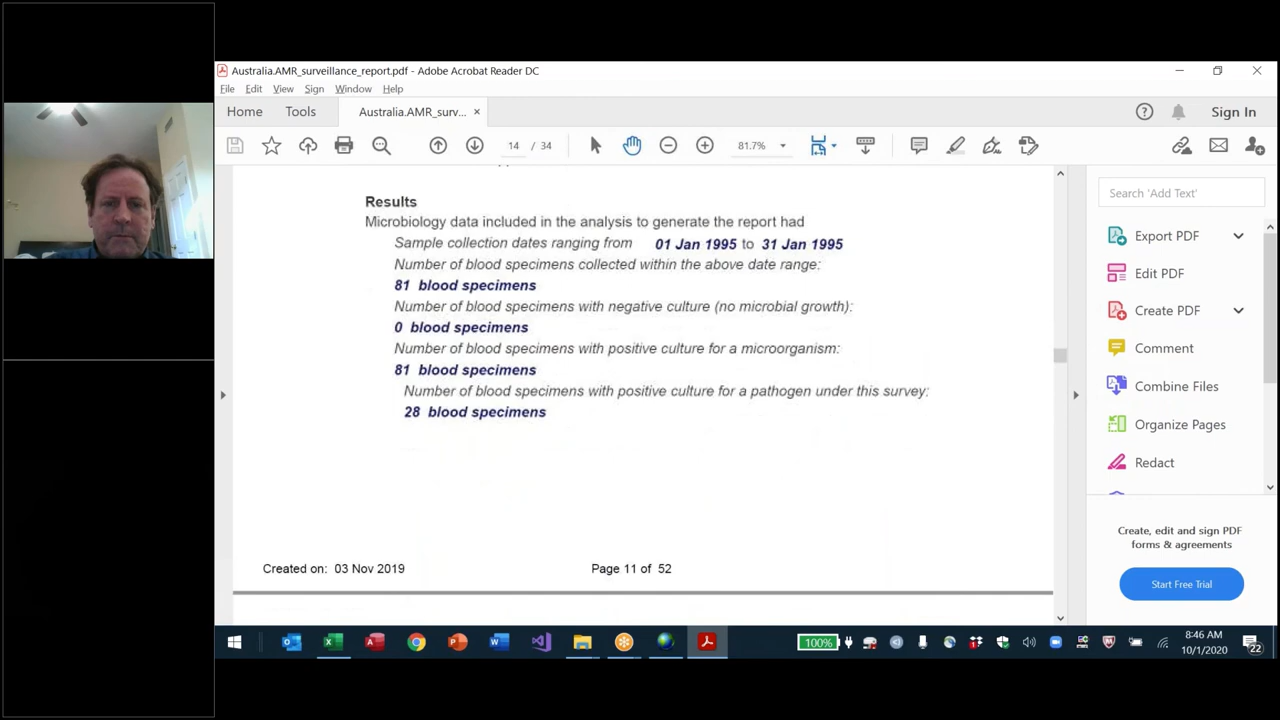 Australia.AMR_surveillance_report.pdf - Adobe Acrobat Reader DC
File Edit View Sign Window Help
Home Tools Australia.AMR_surv... × Sign In
14 / 34 81.7%
Results
Microbiology data included in the analysis to generate the report had
Sample collection dates ranging from 01 Jan 1995 to 31 Jan 1995
Number of blood specimens collected within the above date range:
81 blood specimens
Number of blood specimens with negative culture (no microbial growth):
0 blood specimens
Number of blood specimens with positive culture for a microorganism:
81 blood specimens
Number of blood specimens with positive culture for a pathogen under this survey:
28 blood specimens
Created on: 03 Nov 2019 Page 11 of 52
Search 'Add Text'
Export PDF
Edit PDF
Create PDF
Comment
Combine Files
Organize Pages
Redact
Create, edit and sign PDF
forms & agreements
Start Free Trial
100%
8:46 AM
10/1/2020
22